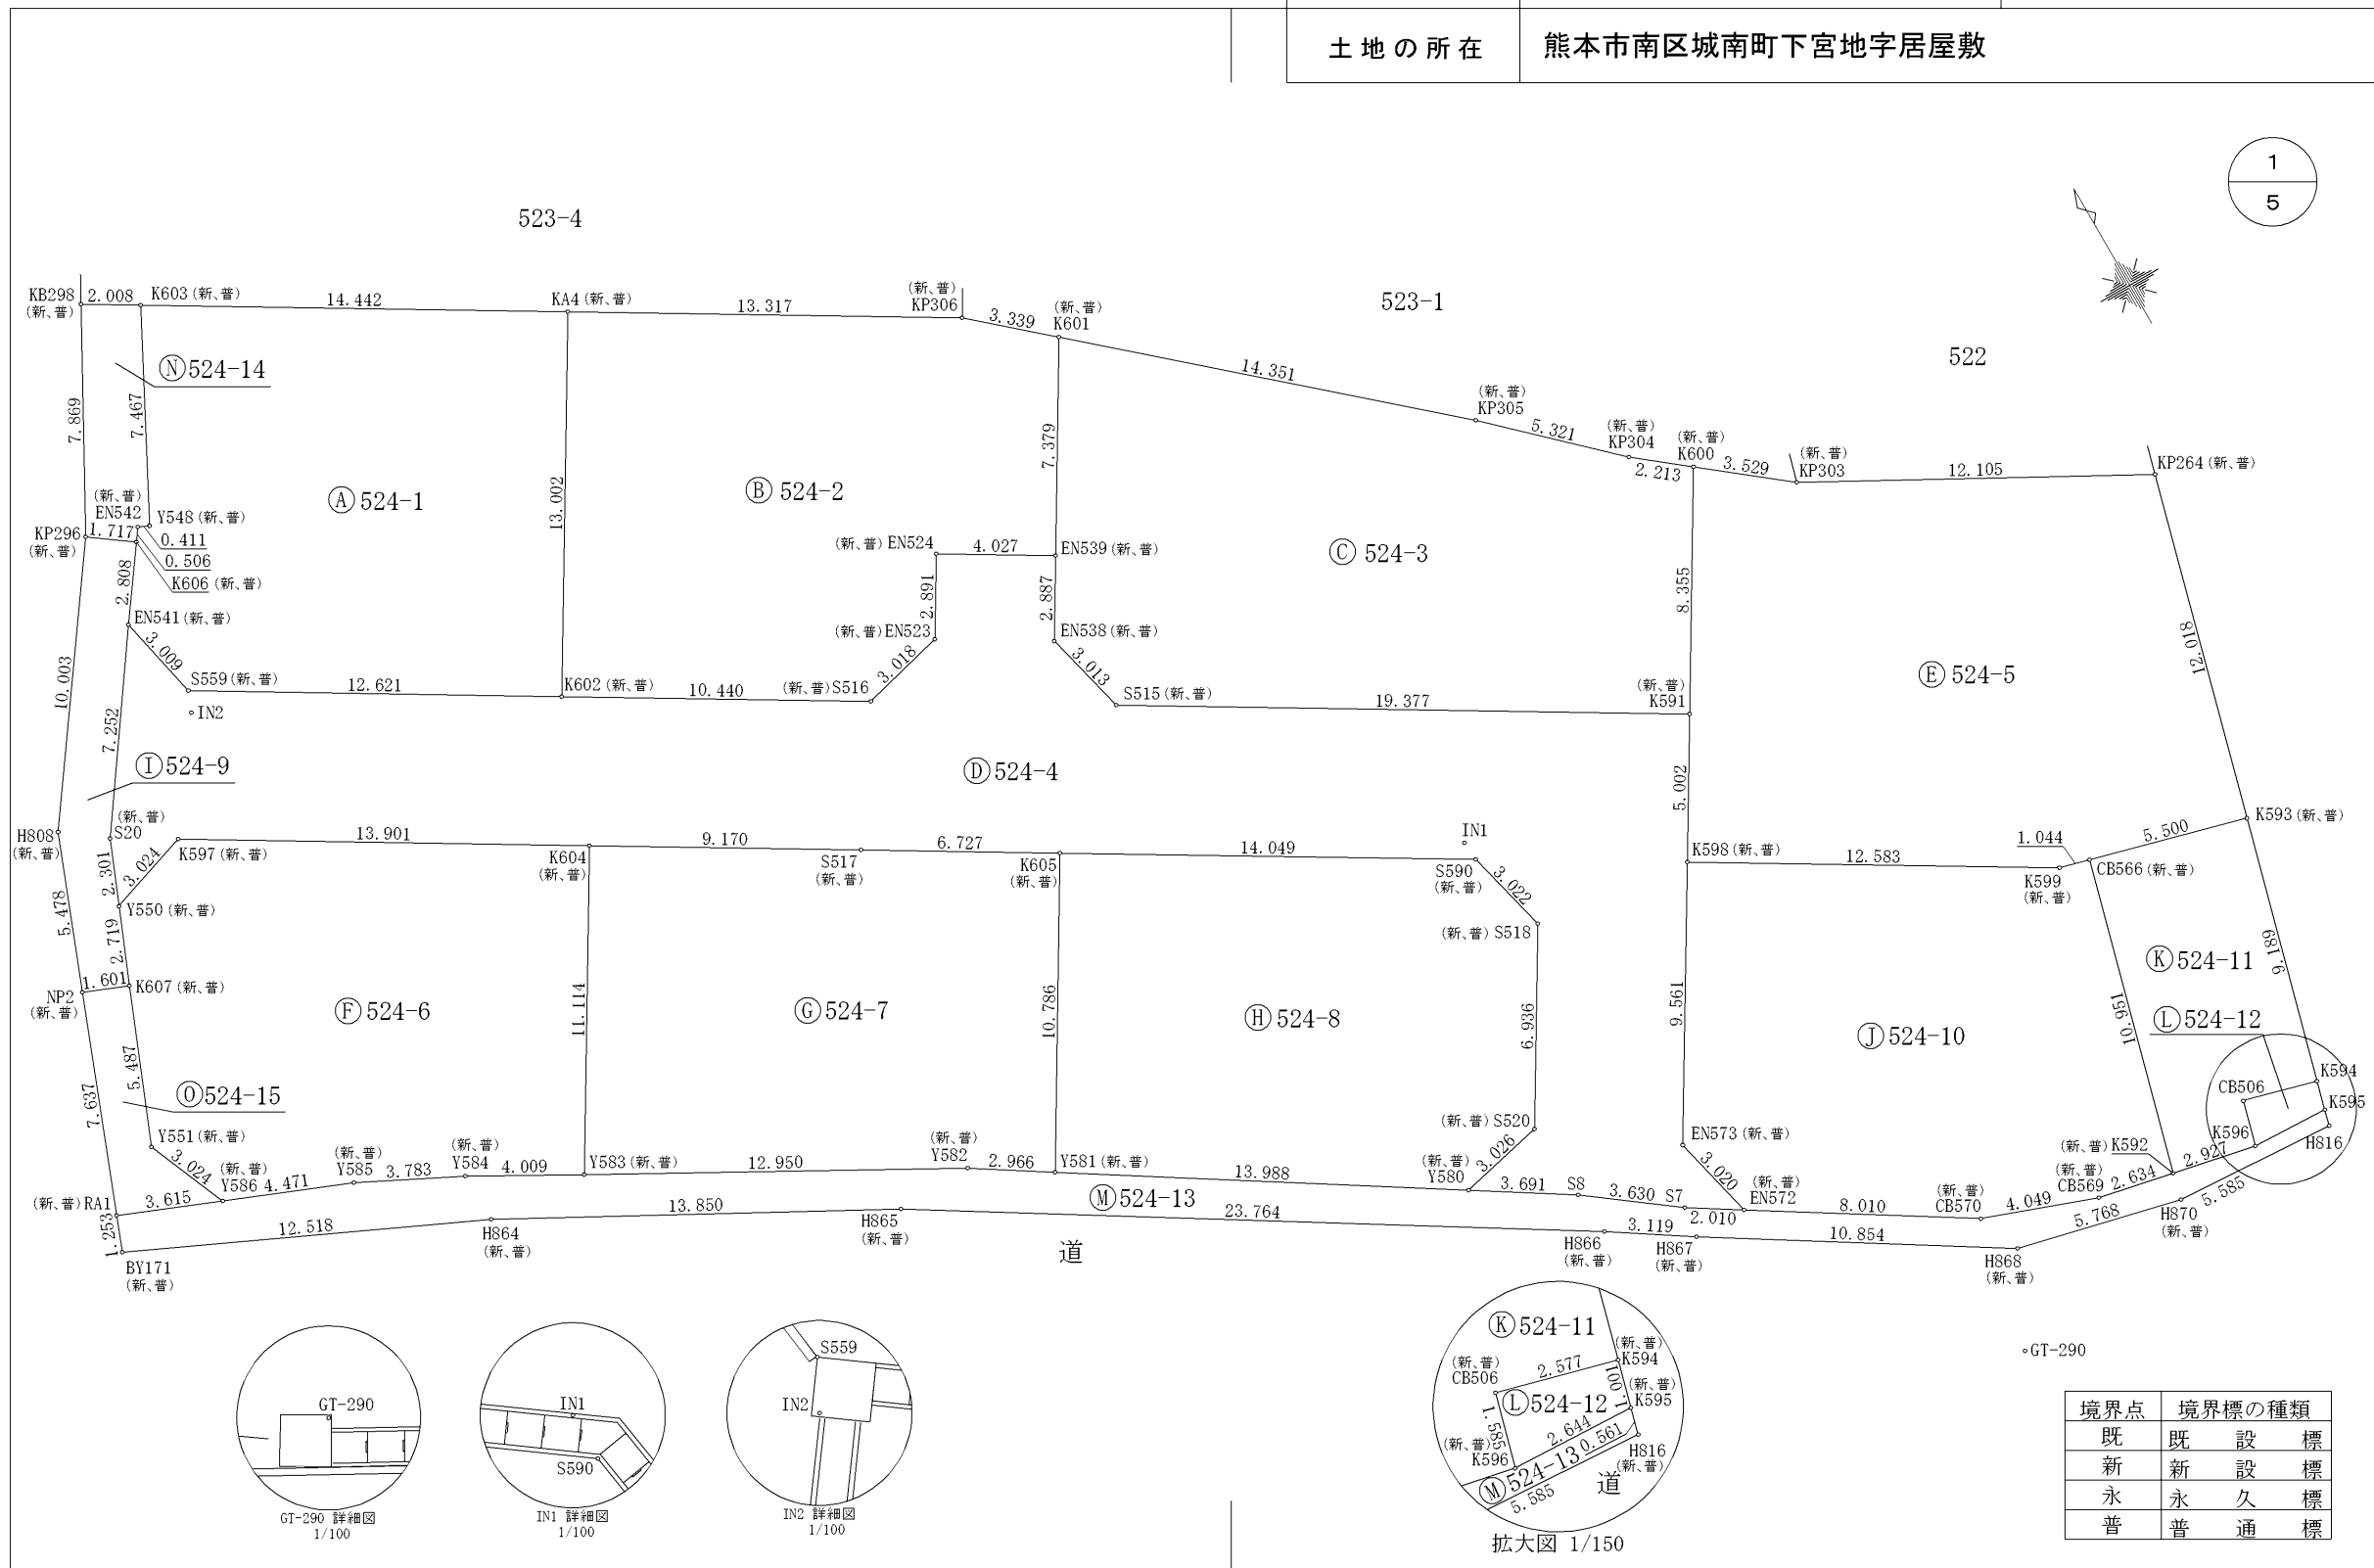 土地の所在 熊本市南区城南町下宮地字居屋敷
1
5
523-4
523-1
522
KB298
(新、普)
2.008
K603 (新、普)
14.442
KA4 (新、普)
13.317
(新、普)
KP306
3.339
(新、普)
K601
14.351
(新、普)
KP305
5.321
(新、普)
KP304
2.213
(新、普)
K600
3.529
(新、普)
KP303
12.105
KP264 (新、普)
Ⓝ524-14
7.869
7.467
Ⓐ524-1
13.002
Ⓑ524-2
7.379
Ⓒ524-3
8.355
Ⓔ524-5
12.018
(新、普)
EN542
Y548 (新、普)
KP296
(新、普)
1.717
0.411
0.506
K606 (新、普)
2.808
(新、普) EN524
4.027
EN539 (新、普)
2.891
2.887
EN541 (新、普)
3.009
(新、普) EN523
EN538 (新、普)
3.018
3.013
10.003
S559 (新、普)
IN2
12.621
K602 (新、普)
10.440
(新、普) S516
S515 (新、普)
19.377
(新、普)
K591
7.252
Ⓘ524-9
Ⓓ524-4
5.002
H808
(新、普)
(新、普)
S20
K597 (新、普)
13.901
K604
(新、普)
9.170
S517
(新、普)
6.727
K605
(新、普)
14.049
IN1
S590
(新、普)
3.022
K598 (新、普)
12.583
1.044
K599
(新、普)
5.500
CB566 (新、普)
K593 (新、普)
2.301
3.024
Y550 (新、普)
5.478
2.719
(新、普) S518
NP2
(新、普)
1.601
K607 (新、普)
Ⓕ524-6
11.114
Ⓖ524-7
10.786
Ⓗ524-8
6.936
9.561
Ⓙ524-10
10.951
Ⓚ524-11
9.189
Ⓛ524-12
7.637
5.487
Ⓞ524-15
Y551 (新、普)
3.024
(新、普)
Y586
4.471
(新、普)
Y585
3.783
(新、普)
Y584
4.009
Y583 (新、普)
12.950
(新、普)
Y582
2.966
Y581 (新、普)
13.988
(新、普)
Y580
(新、普) S520
3.026
3.691
S8
3.630
S7
2.010
EN573 (新、普)
3.020
(新、普)
EN572
8.010
(新、普)
CB570
4.049
(新、普)
CB569
2.634
(新、普) K592
2.927
CB506
K594
K595
K596
H816
5.585
(新、普) RA1
3.615
1.253
BY171
(新、普)
12.518
H864
(新、普)
13.850
H865
(新、普)
Ⓜ524-13
23.764
道
H866
(新、普)
3.119
H867
(新、普)
10.854
H868
(新、普)
5.768
H870
(新、普)
GT-290
GT-290
GT-290 詳細図
1/100
IN1
S590
IN1 詳細図
1/100
S559
IN2
IN2 詳細図
1/100
Ⓚ524-11
(新、普)
K594
(新、普)
CB506
2.577
1.001
(新、普)
K595
Ⓛ524-12
1.585
2.644
0.561
(新、普)
K596
H816
(新、普)
Ⓜ524-13
5.585
道
拡大図 1/150
境界点 境界標の種類
既 既設標
新 新設標
永 永久標
普 普通標